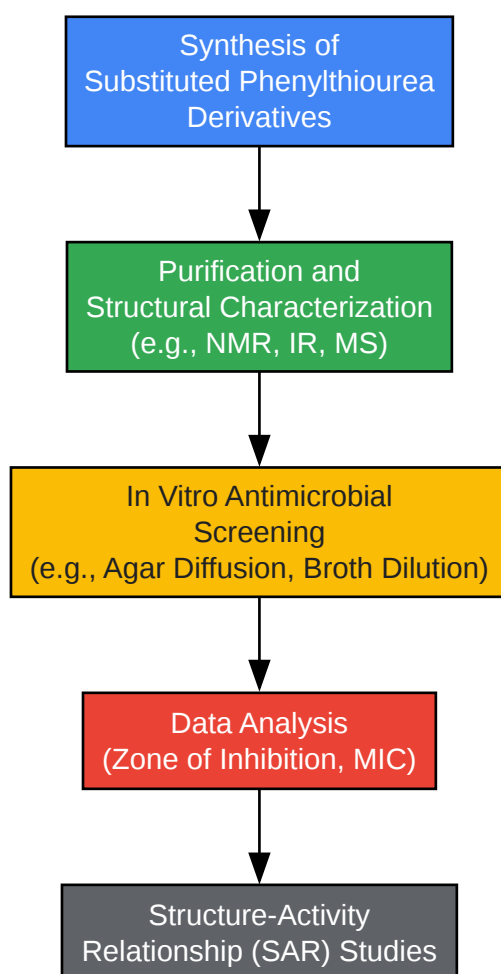 Synthesis of
Substituted Phenylthiourea
Derivatives
Purification and
Structural Characterization
(e.g., NMR, IR, MS)
In Vitro Antimicrobial
Screening
(e.g., Agar Diffusion, Broth Dilution)
Data Analysis
(Zone of Inhibition, MIC)
Structure-Activity
Relationship (SAR) Studies